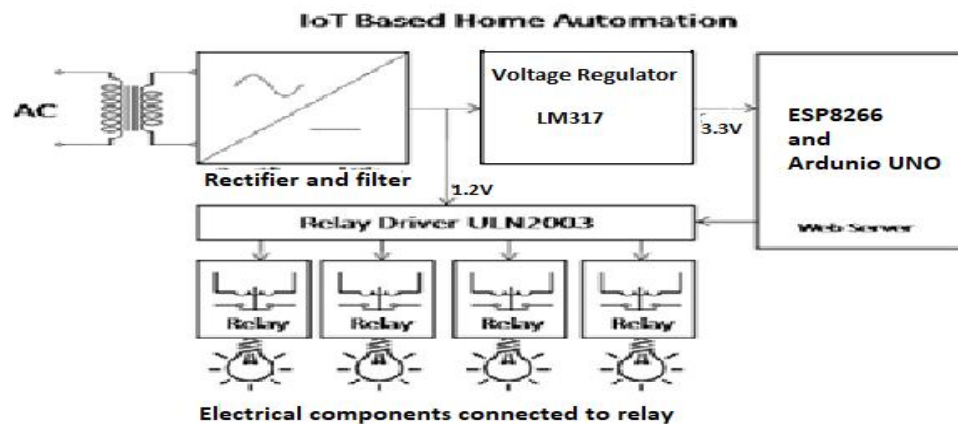 IoT Based Home Automation
AC
Voltage Regulator
LM317
3.3V
ESP8266
and
Ardunio UNO
Rectifier and filter
1.2V
Relay Driver ULN2003
Web Server
Relay Relay Relay Relay
Electrical components connected to relay